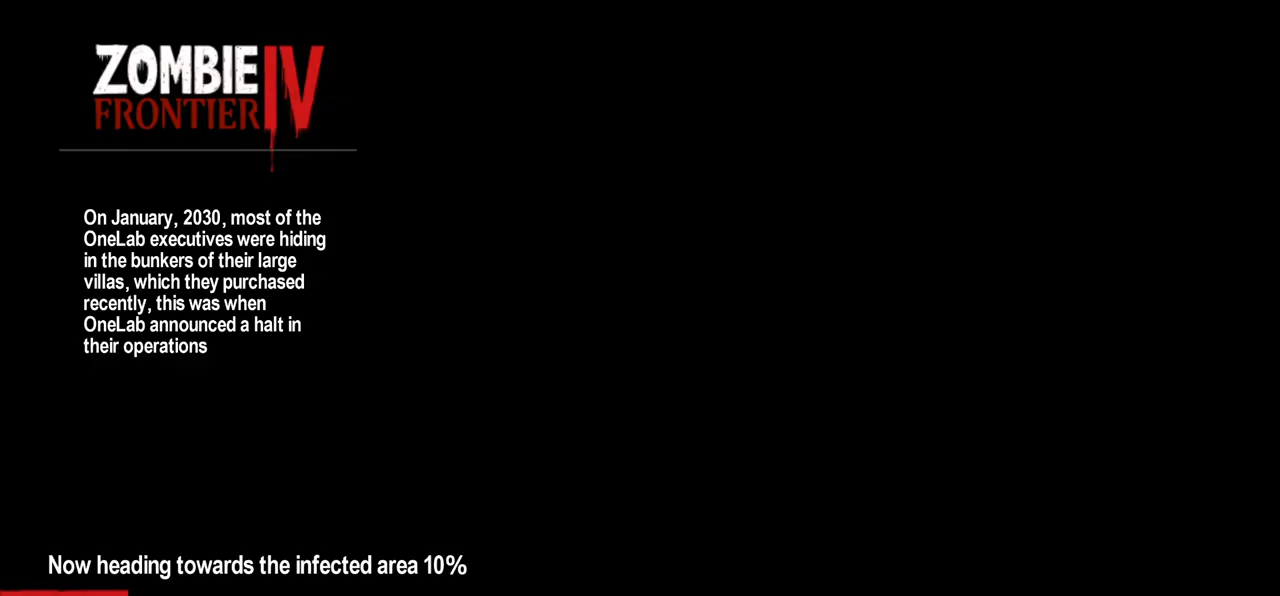 ZOMBIE IV
FRONTIER
On January, 2030, most of the
OneLab executives were hiding
in the bunkers of their large
villas, which they purchased
recently, this was when
OneLab announced a halt in
their operations
Now heading towards the infected area 10%